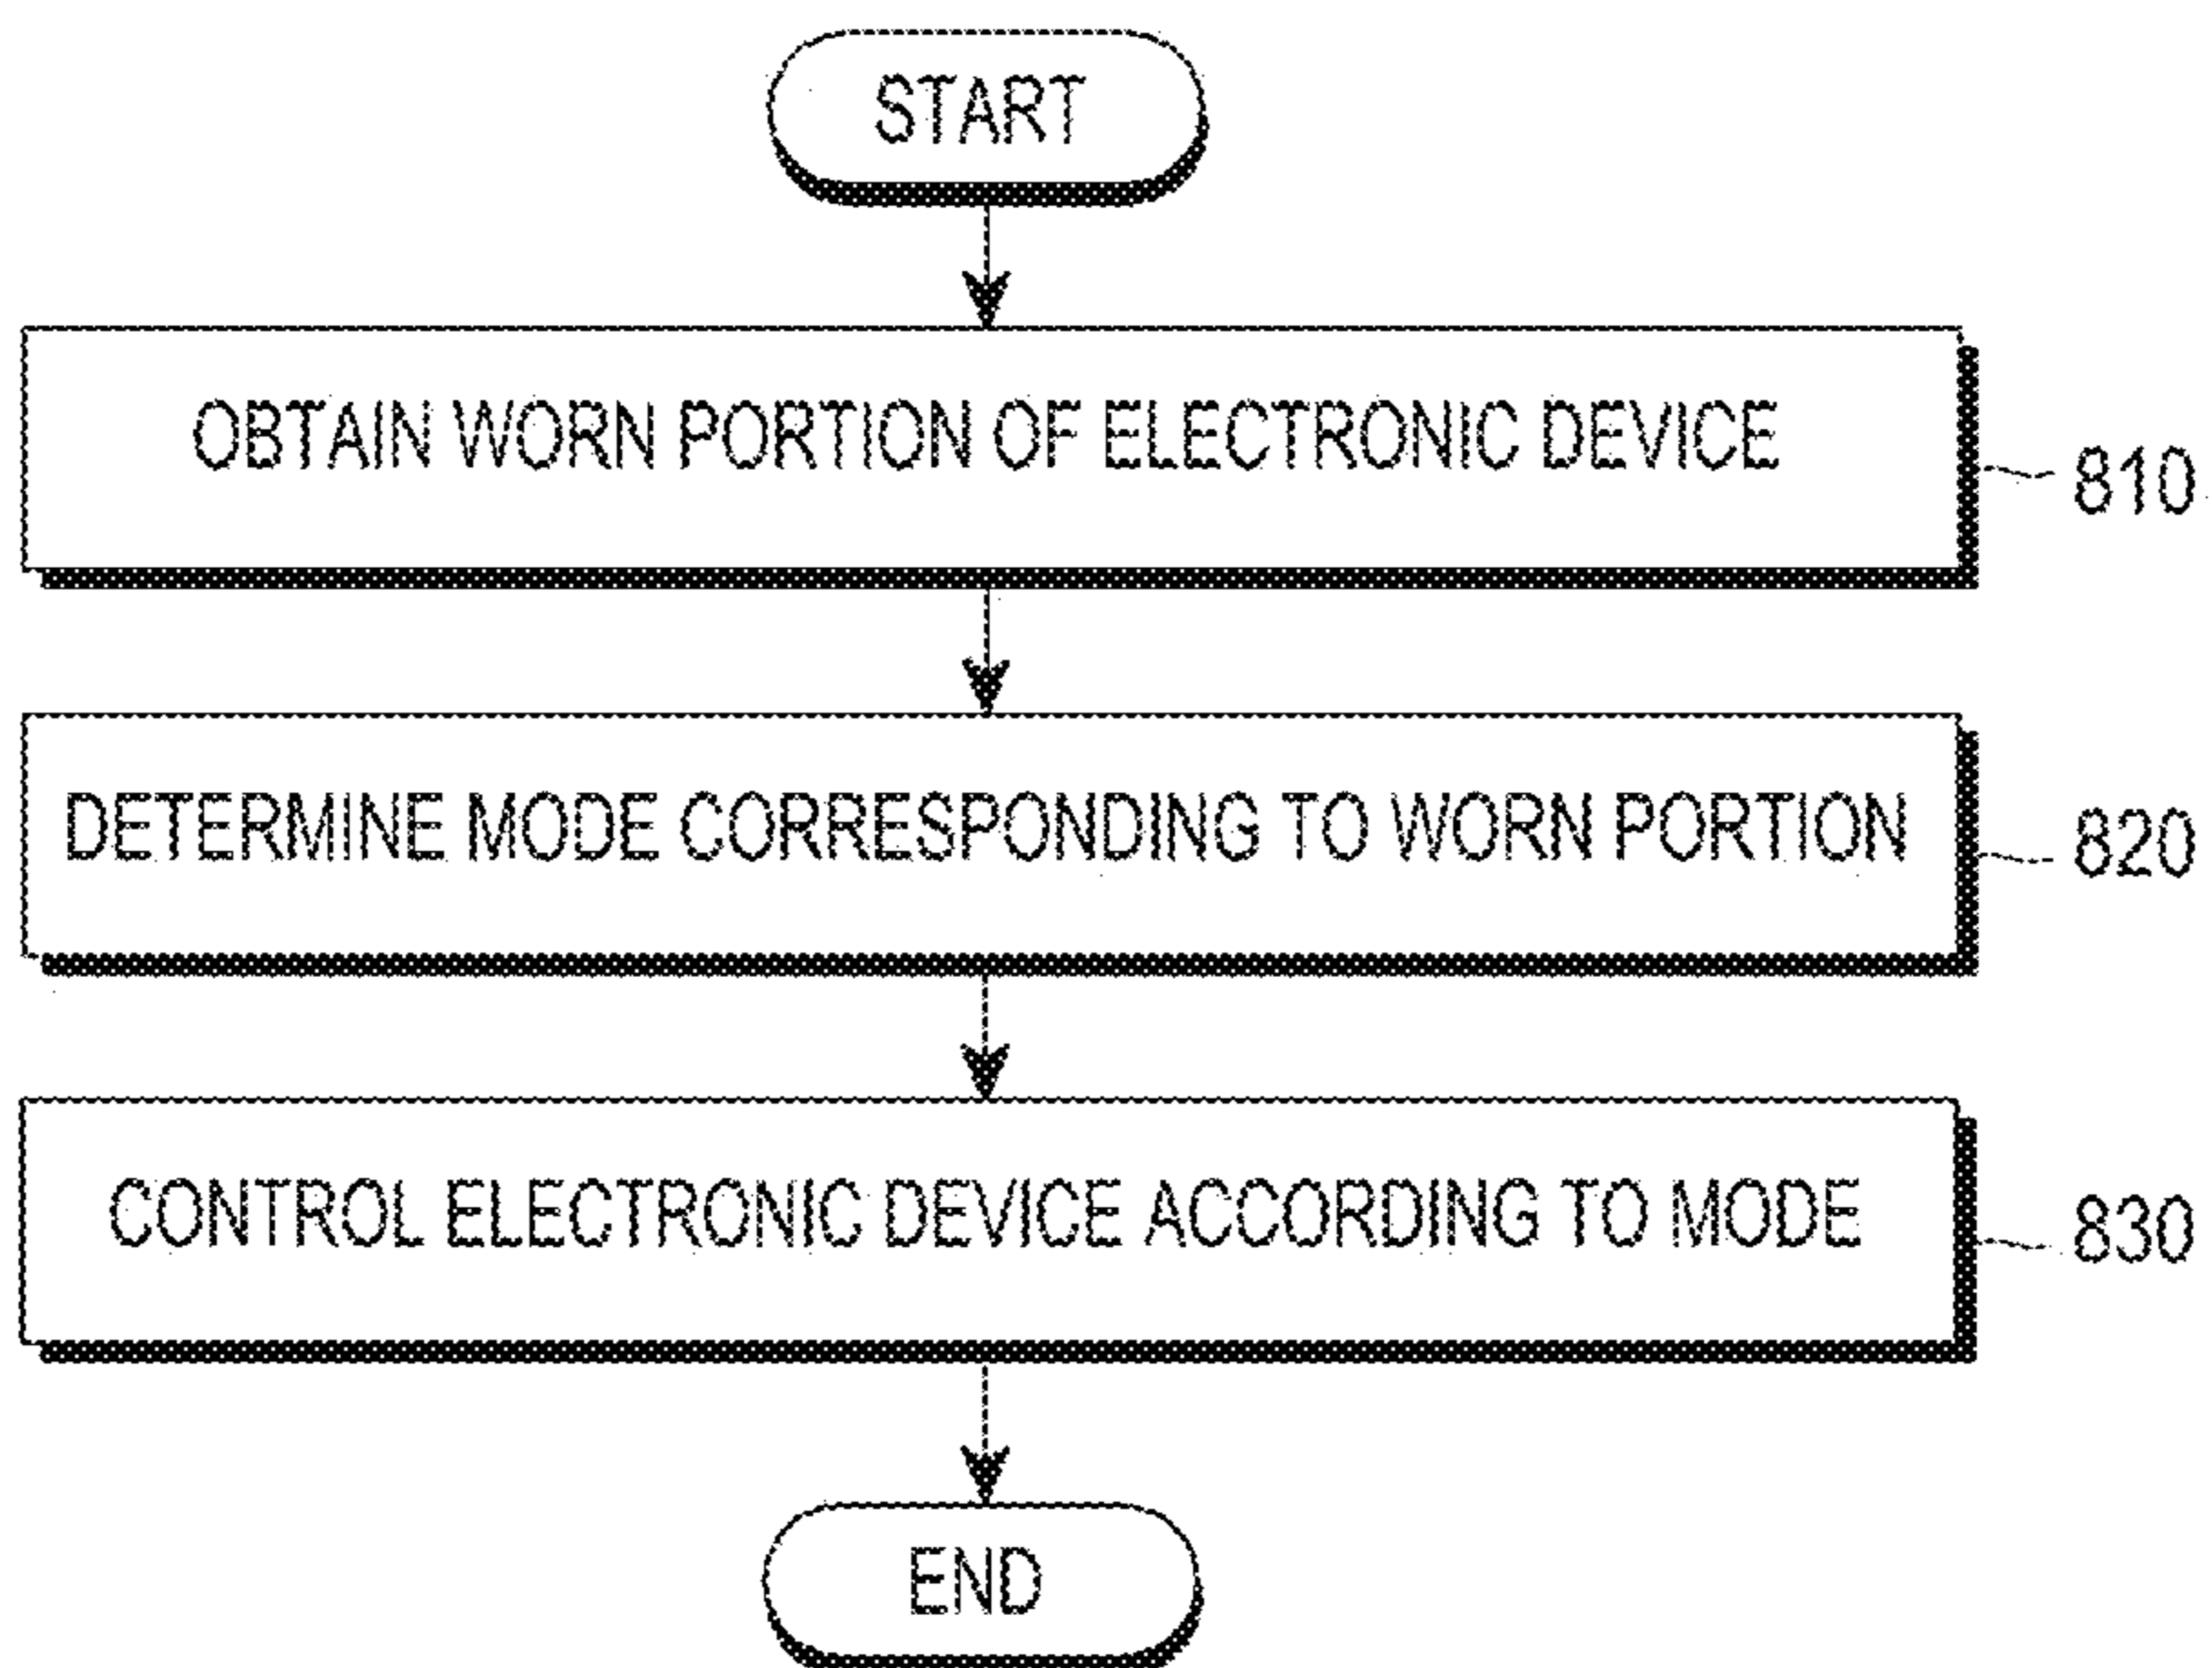 START
OBTAIN WORN PORTION OF ELECTRONIC DEVICE
810
DETERMINE MODE CORRESPONDING TO WORN PORTION
820
CONTROL ELECTRONIC DEVICE ACCORDING TO MODE
830
END